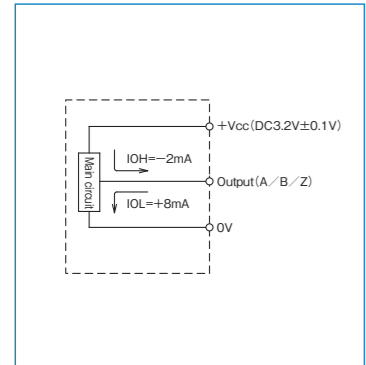 +Vcc(DC3.2V±0.1V)
IOH=−2mA
Main circuit
Output(A／B／Z)
IOL=+8mA
0V